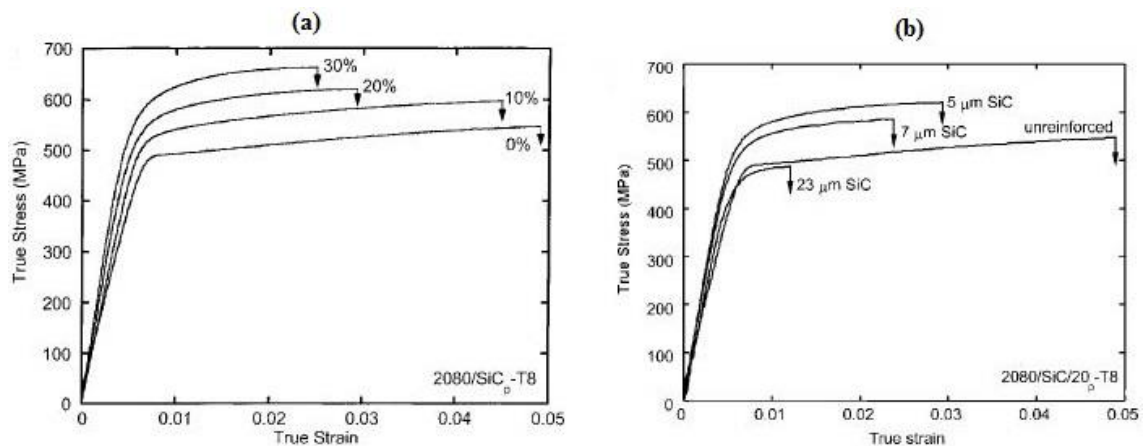 (a)
700
600
500
400
300
200
100
0
True Stress (MPa)
30%
20%
10%
0%
2080/SiCp-T8
0
0.01
0.02
0.03
0.04
0.05
True Strain
(b)
700
600
500
400
300
200
100
0
True Stress (MPa)
5 μm SiC
7 μm SiC
unreinforced
23 μm SiC
2080/SiC/20p-T8
0
0.01
0.02
0.03
0.04
0.05
True strain